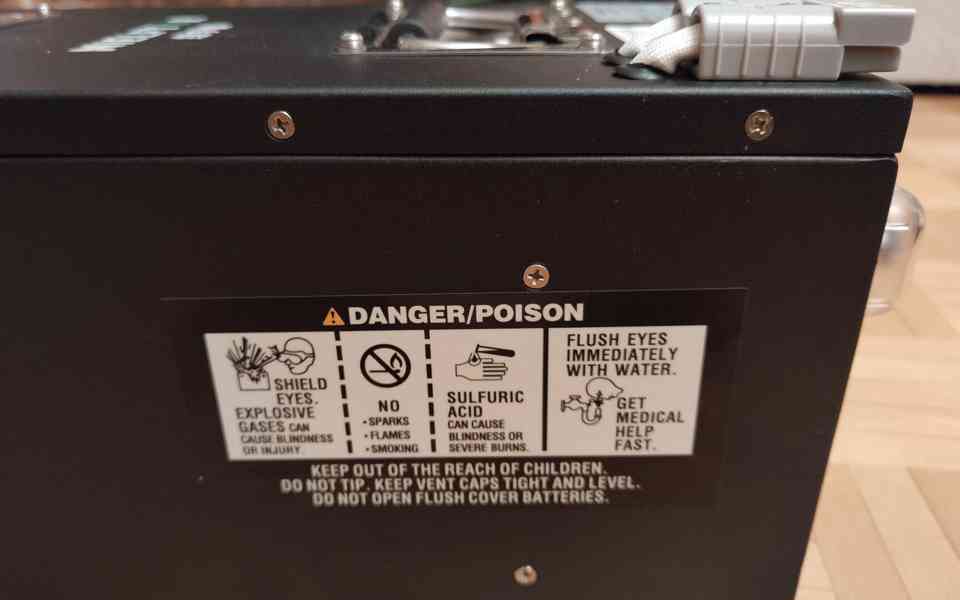 DANGER/POISON
SHIELD
EYES.
EXPLOSIVE
GASES CAN
CAUSE BLINDNESS
OR INJURY.
NO
•SPARKS
•FLAMES
•SMOKING
SULFURIC
ACID
CAN CAUSE
BLINDNESS OR
SEVERE BURNS.
FLUSH EYES
IMMEDIATELY
WITH WATER.
GET
MEDICAL
HELP
FAST.
KEEP OUT OF THE REACH OF CHILDREN.
DO NOT TIP. KEEP VENT CAPS TIGHT AND LEVEL.
DO NOT OPEN FLUSH COVER BATTERIES.